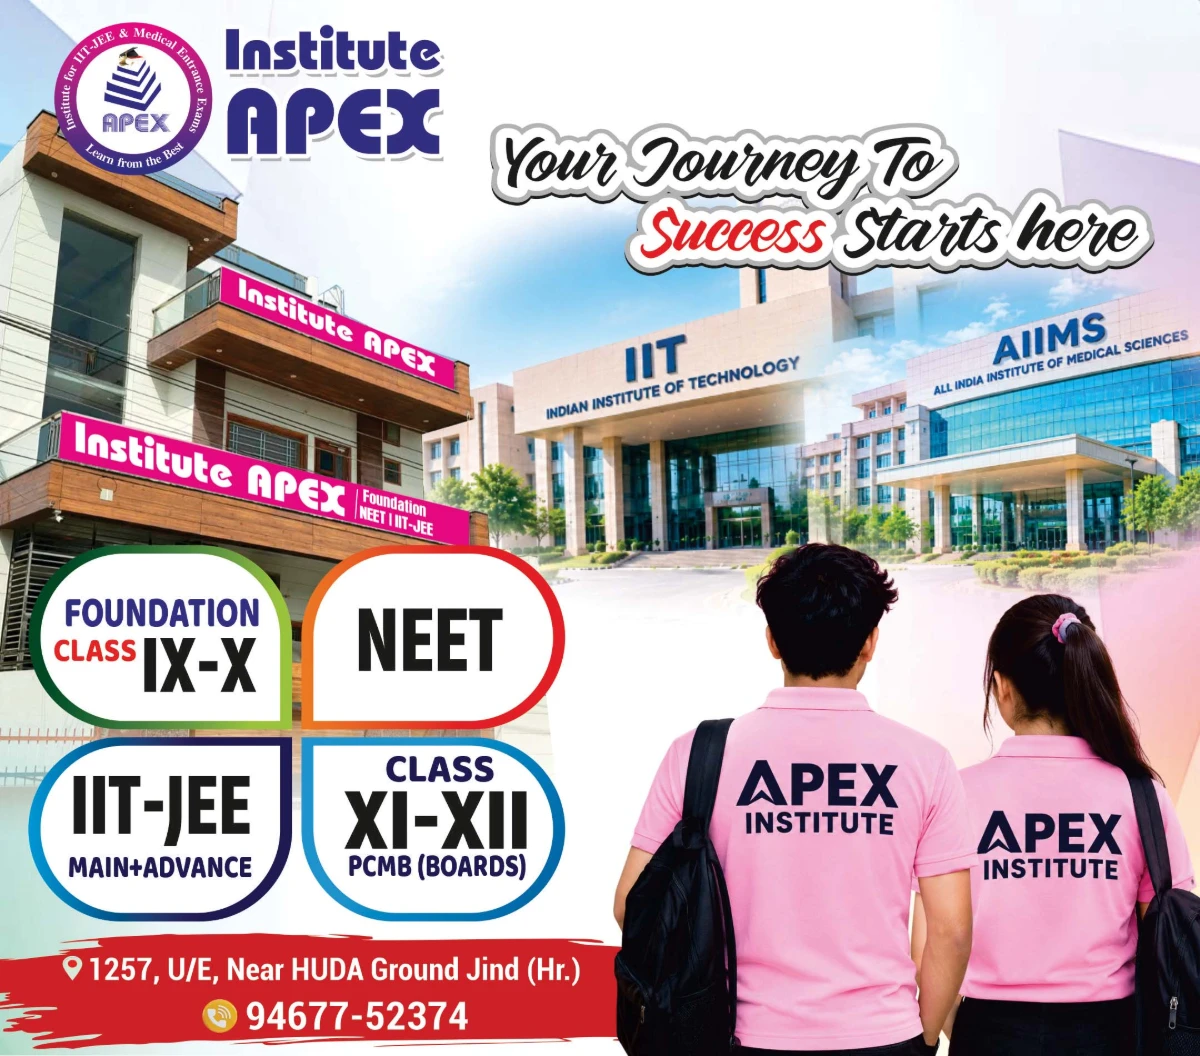 Institute for IIT-JEE & Medical Entrance Exams
APEX
Learn from the Best
Institute
APEX
Your Journey To
Success Starts here
Institute APEX
Institute APEX
Foundation
NEET | IIT-JEE
IIT
INDIAN INSTITUTE OF TECHNOLOGY
AIIMS
ALL INDIA INSTITUTE OF MEDICAL SCIENCES
FOUNDATION
CLASS IX-X
NEET
IIT-JEE
MAIN+ADVANCE
CLASS
XI-XII
PCMB (BOARDS)
APEX
INSTITUTE
APEX
INSTITUTE
1257, U/E, Near HUDA Ground Jind (Hr.)
94677-52374